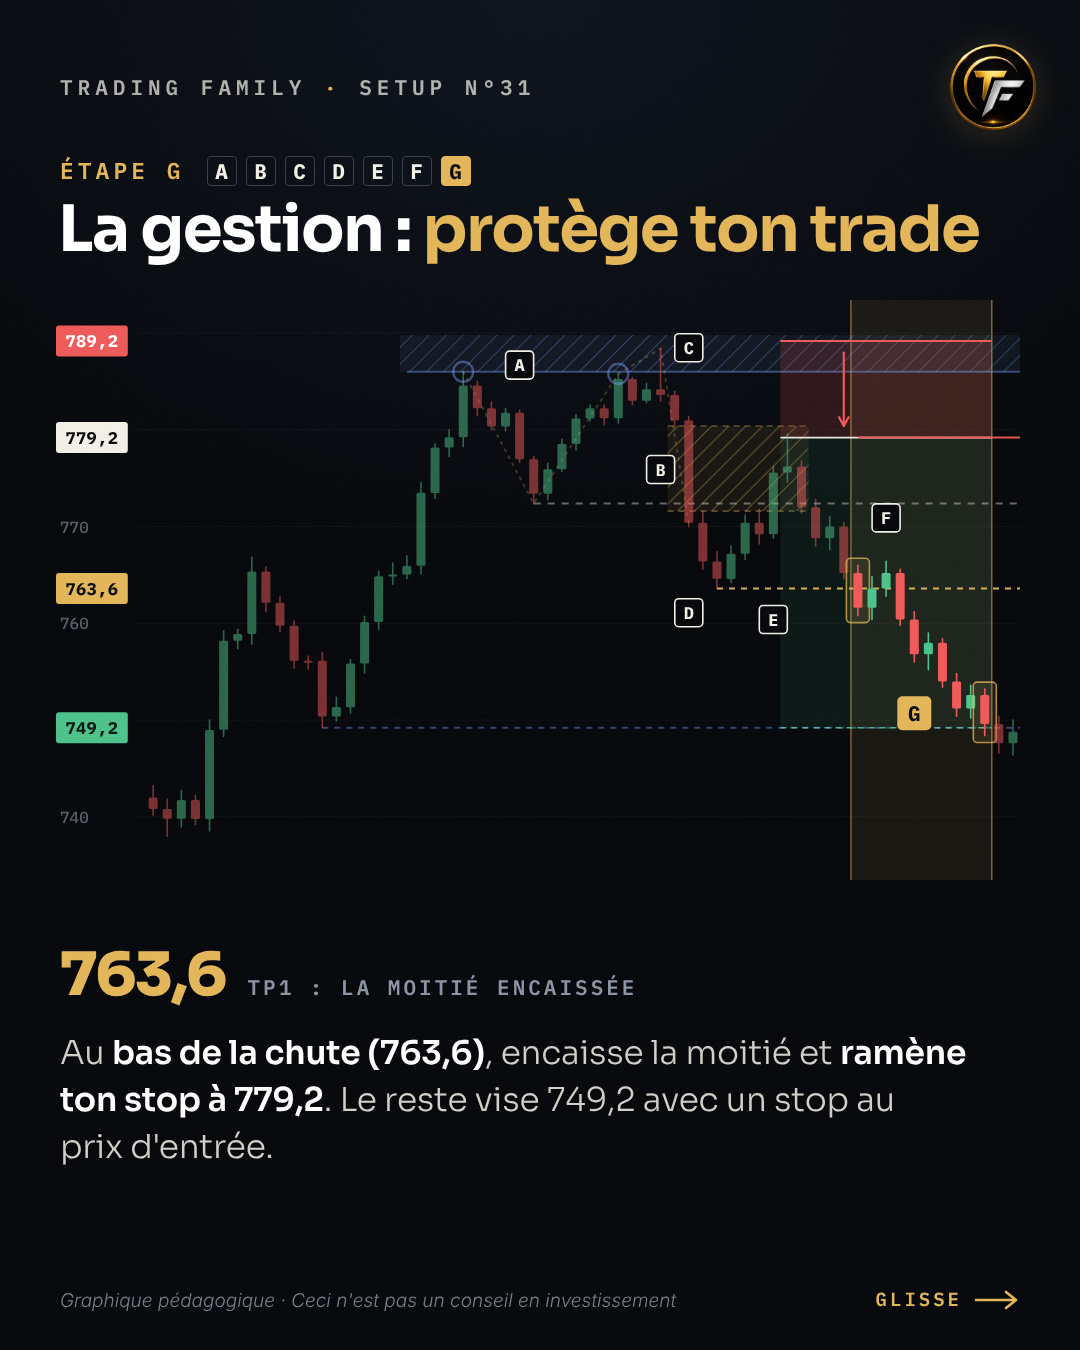 TRADING FAMILY · SETUP N°31
TF
ÉTAPE G A B C D E F G
La gestion : protège ton trade
789,2
C
A
779,2
B
770
F
763,6
D
E
760
G
749,2
740
763,6 TP1 : LA MOITIÉ ENCAISSÉE
Au bas de la chute (763,6), encaisse la moitié et ramène
ton stop à 779,2. Le reste vise 749,2 avec un stop au
prix d'entrée.
Graphique pédagogique · Ceci n'est pas un conseil en investissement
GLISSE →